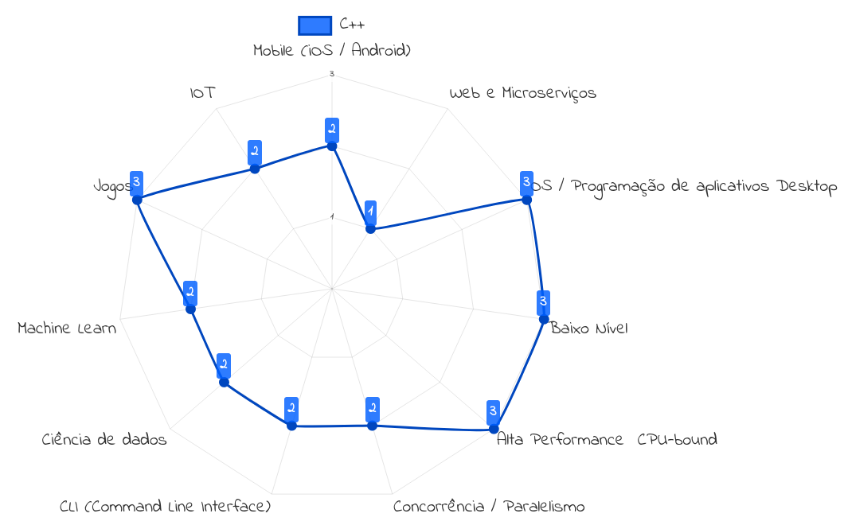 C++
Mobile (iOS / Android)
3
IOT
Web e Microserviços
2
2
Jogos
3
3
OS / Programação de aplicativos Desktop
1
1
2
3
Machine Learn
Baixo Nível
2
2
2
3
Ciência de dados
Alta Performance CPU-bound
CLI (Command Line Interface)
Concorrência / Paralelismo